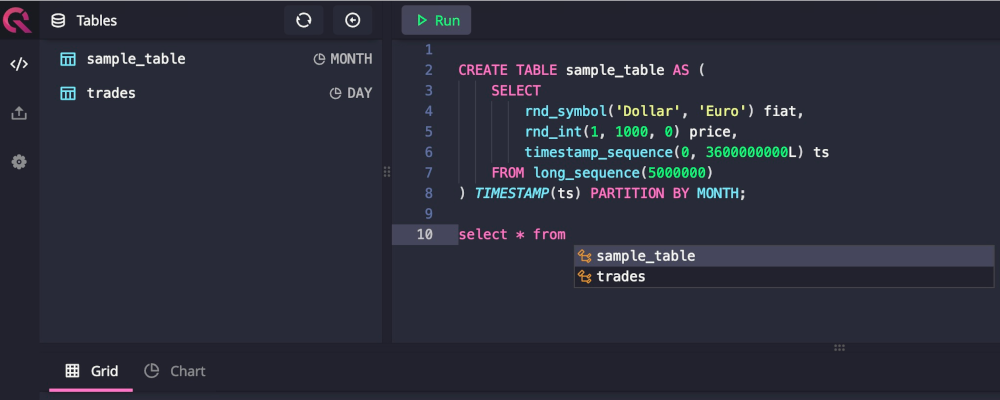 Tables
sample_table MONTH
trades DAY
Run
1
2 CREATE TABLE sample_table AS (
3 SELECT
4 rnd_symbol('Dollar', 'Euro') fiat,
5 rnd_int(1, 1000, 0) price,
6 timestamp_sequence(0, 3600000000L) ts
7 FROM long_sequence(5000000)
8 ) TIMESTAMP(ts) PARTITION BY MONTH;
9
10 select * from
sample_table
trades
Grid Chart